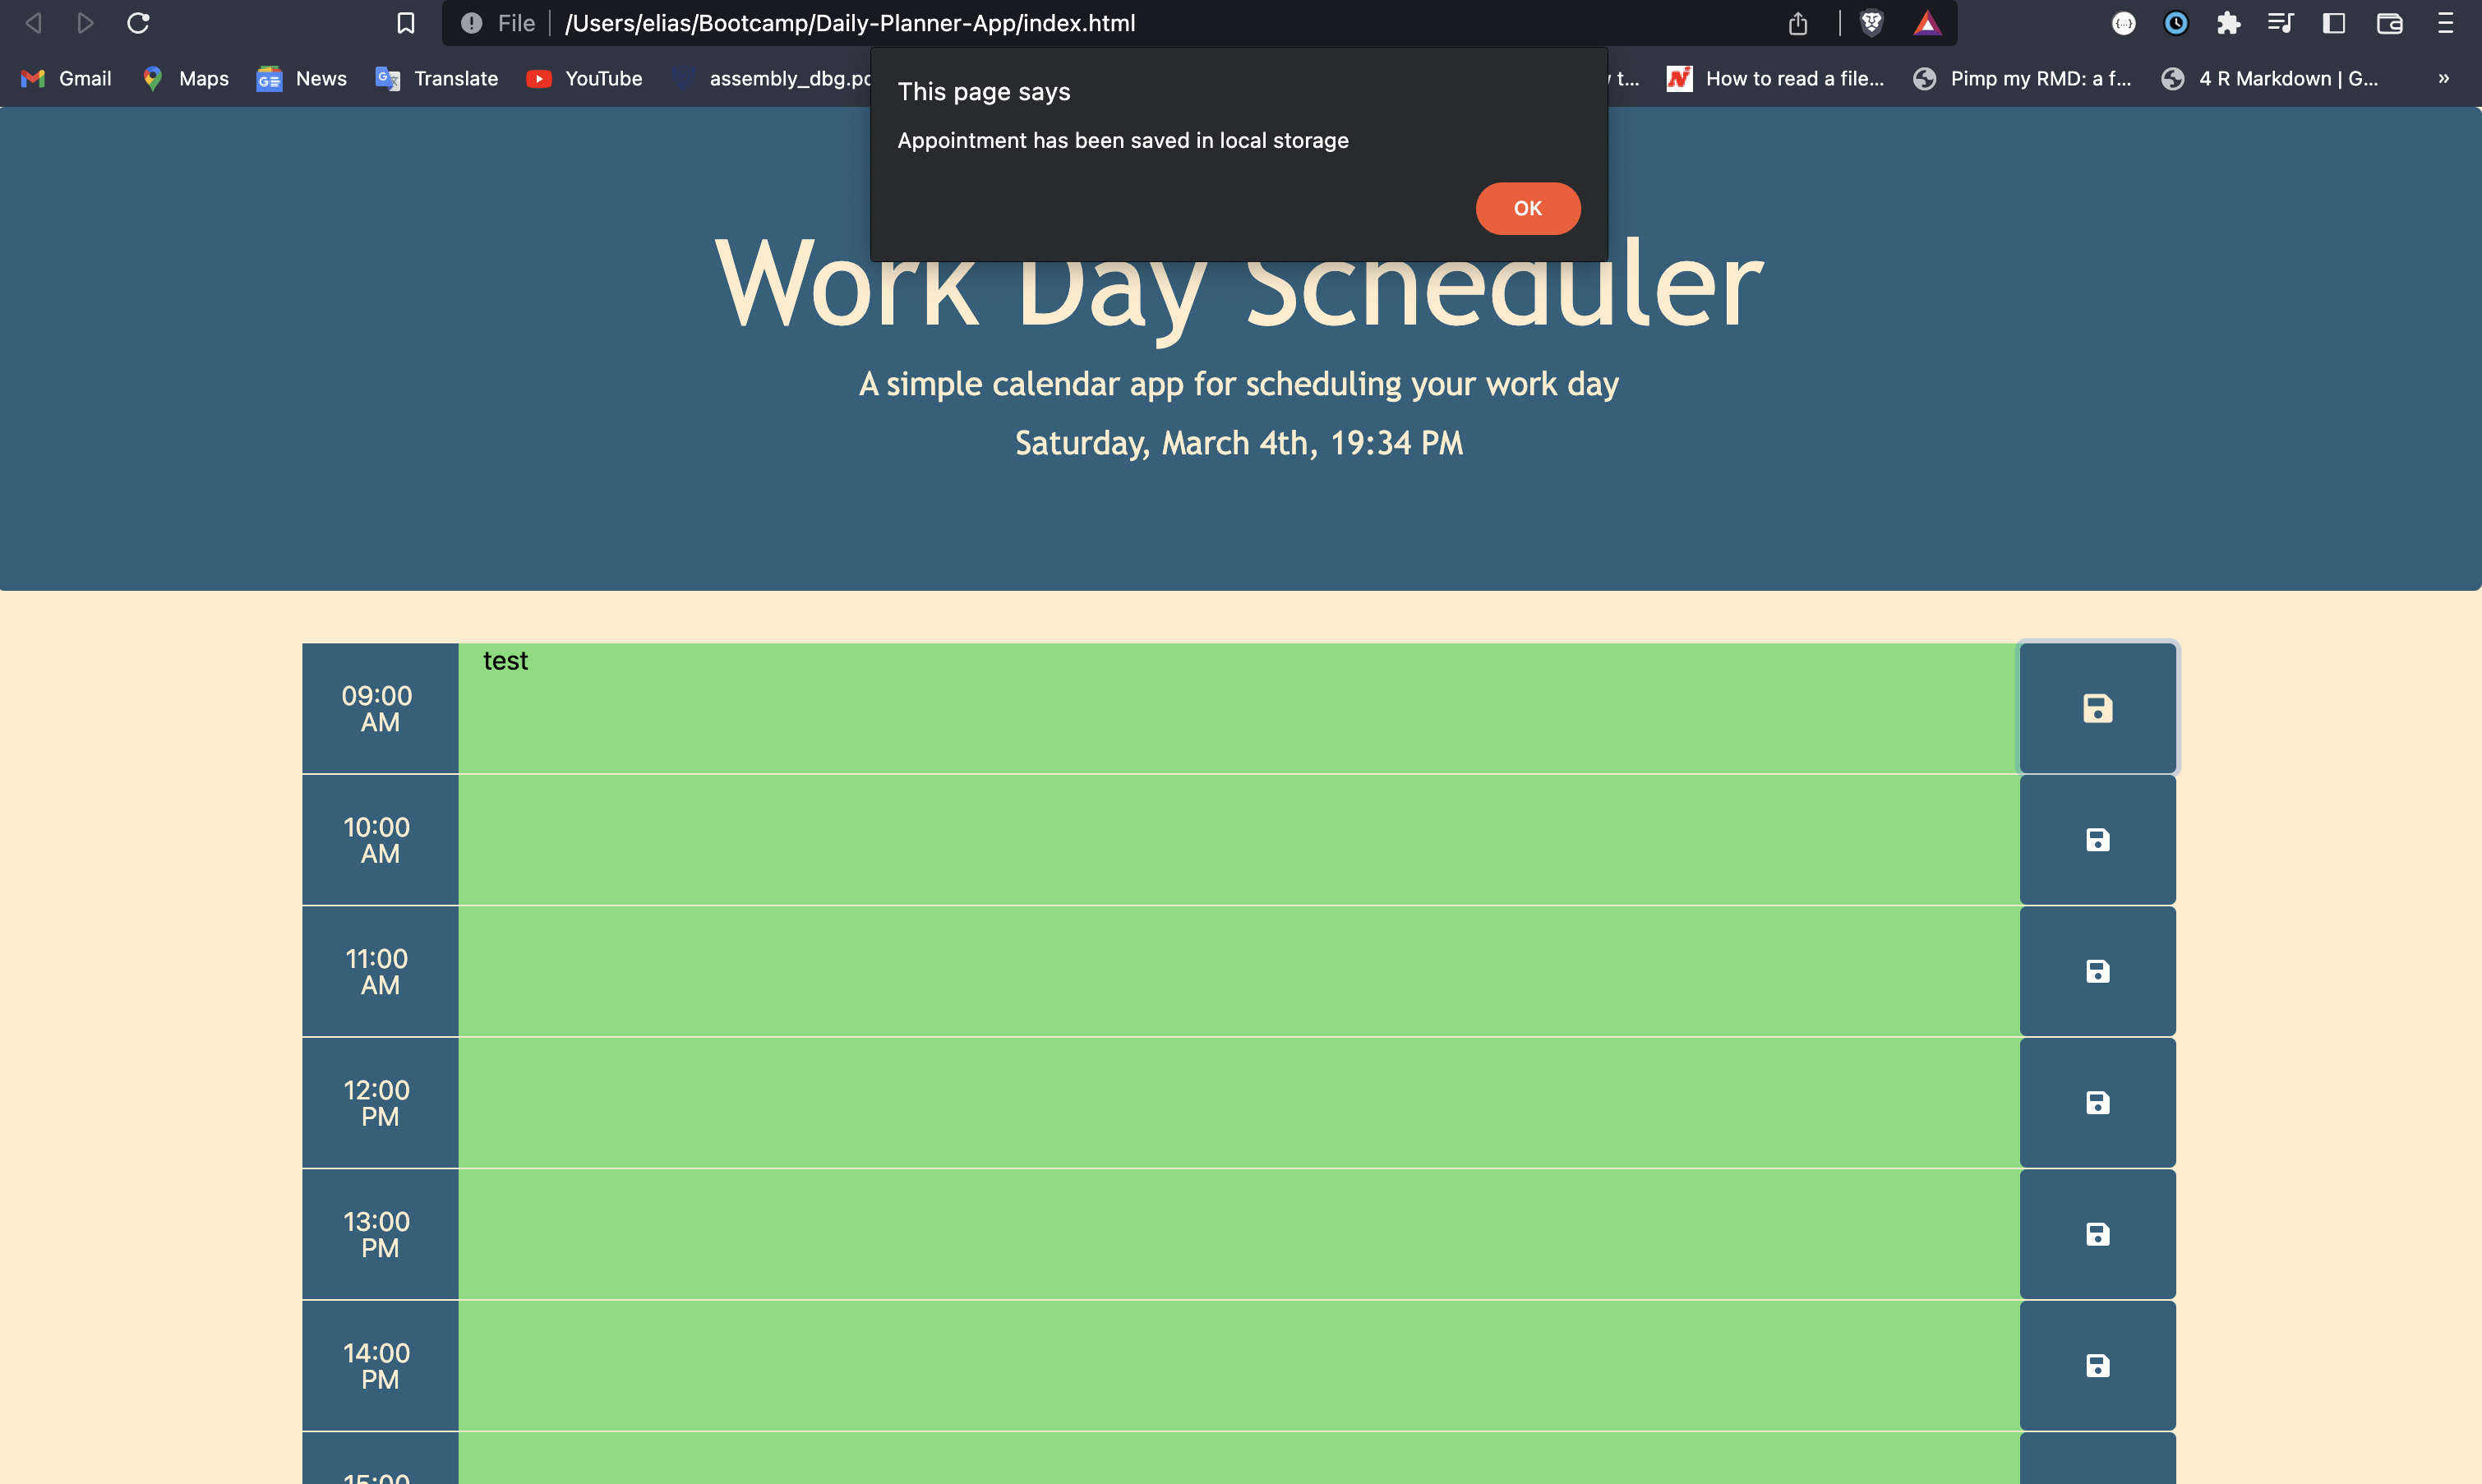 File /Users/elias/Bootcamp/Daily-Planner-App/index.html
Gmail Maps News Translate YouTube assembly_dbg.pd t... How to read a file... Pimp my RMD: a f... 4 R Markdown | G... »
This page says
Appointment has been saved in local storage
OK
Work Day Scheduler
A simple calendar app for scheduling your work day
Saturday, March 4th, 19:34 PM
09:00
AM
test
10:00
AM
11:00
AM
12:00
PM
13:00
PM
14:00
PM
15:00